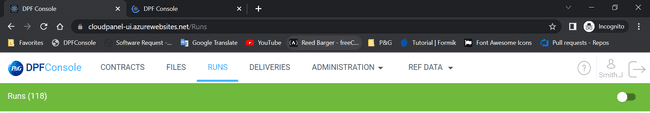 DPF Console
DPF Console
cloudpanel-ui.azurewebsites.net/Runs
Incognito
Favorites
DPFConsole
Software Request -...
Google Translate
YouTube
Reed Barger - freeC...
P&G
Tutorial | Formik
Font Awesome Icons
Pull requests - Repos
P&G DPFConsole
CONTRACTS
FILES
RUNS
DELIVERIES
ADMINISTRATION
REF DATA
Smith.J
Runs (118)